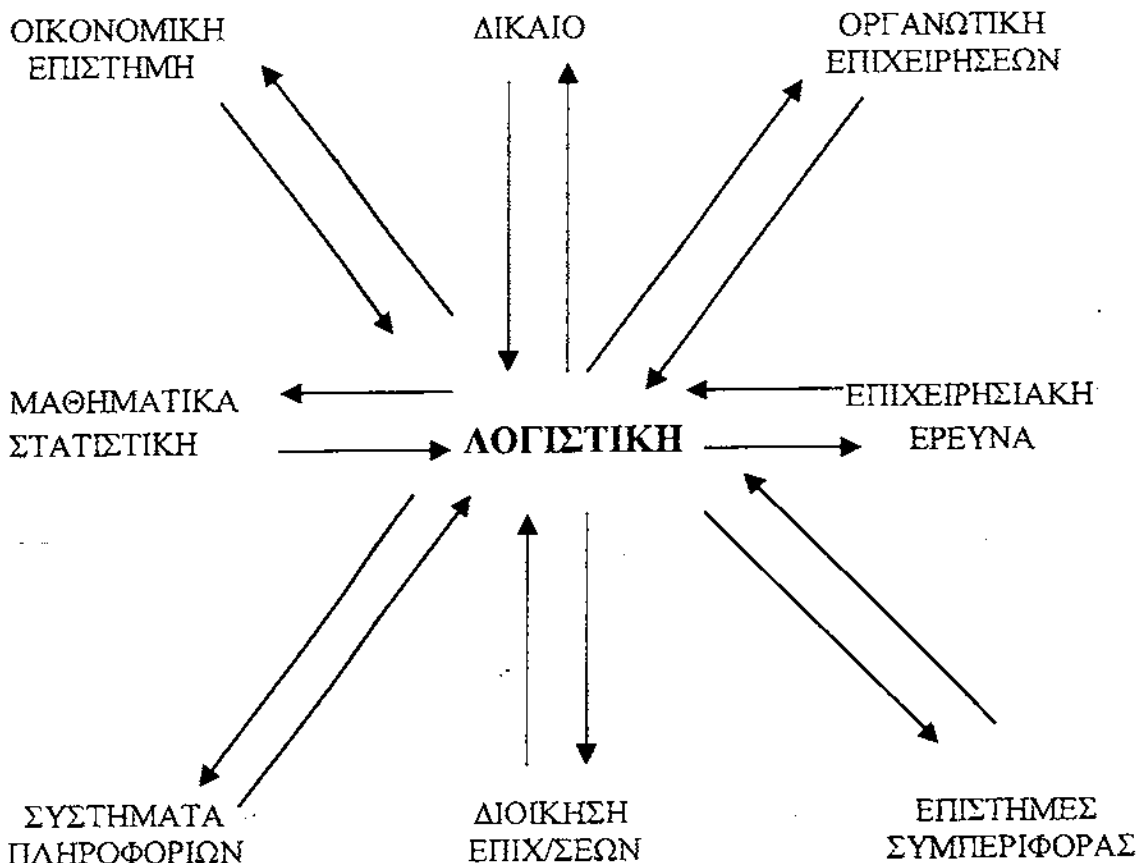 ΟΙΚΟΝΟΜΙΚΗ
ΕΠΙΣΤΗΜΗ
ΔΙΚΑΙΟ
ΟΡΓΑΝΩΤΙΚΗ
ΕΠΙΧΕΙΡΗΣΕΩΝ
ΜΑΘΗΜΑΤΙΚΑ
ΣΤΑΤΙΣΤΙΚΗ
ΛΟΓΙΣΤΙΚΗ
ΕΠΙΧΕΙΡΗΣΙΑΚΗ
ΕΡΕΥΝΑ
ΣΥΣΤΗΜΑΤΑ
ΠΛΗΡΟΦΟΡΙΩΝ
ΔΙΟΙΚΗΣΗ
ΕΠΙΧ/ΣΕΩΝ
ΕΠΙΣΤΗΜΕΣ
ΣΥΜΠΕΡΙΦΟΡΑΣ